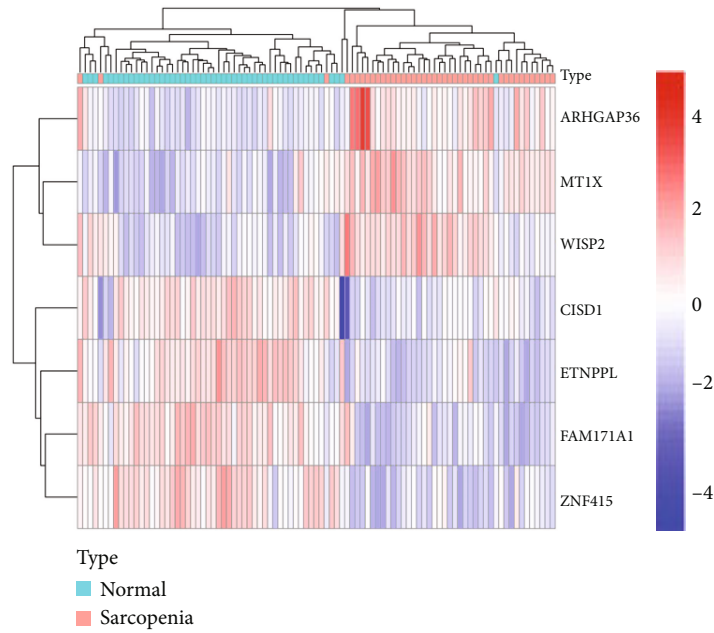 Type
ARHGAP36
MT1X
WISP2
CISD1
ETNPPL
FAM171A1
ZNF415
4
2
0
−2
−4
Type
Normal
Sarcopenia